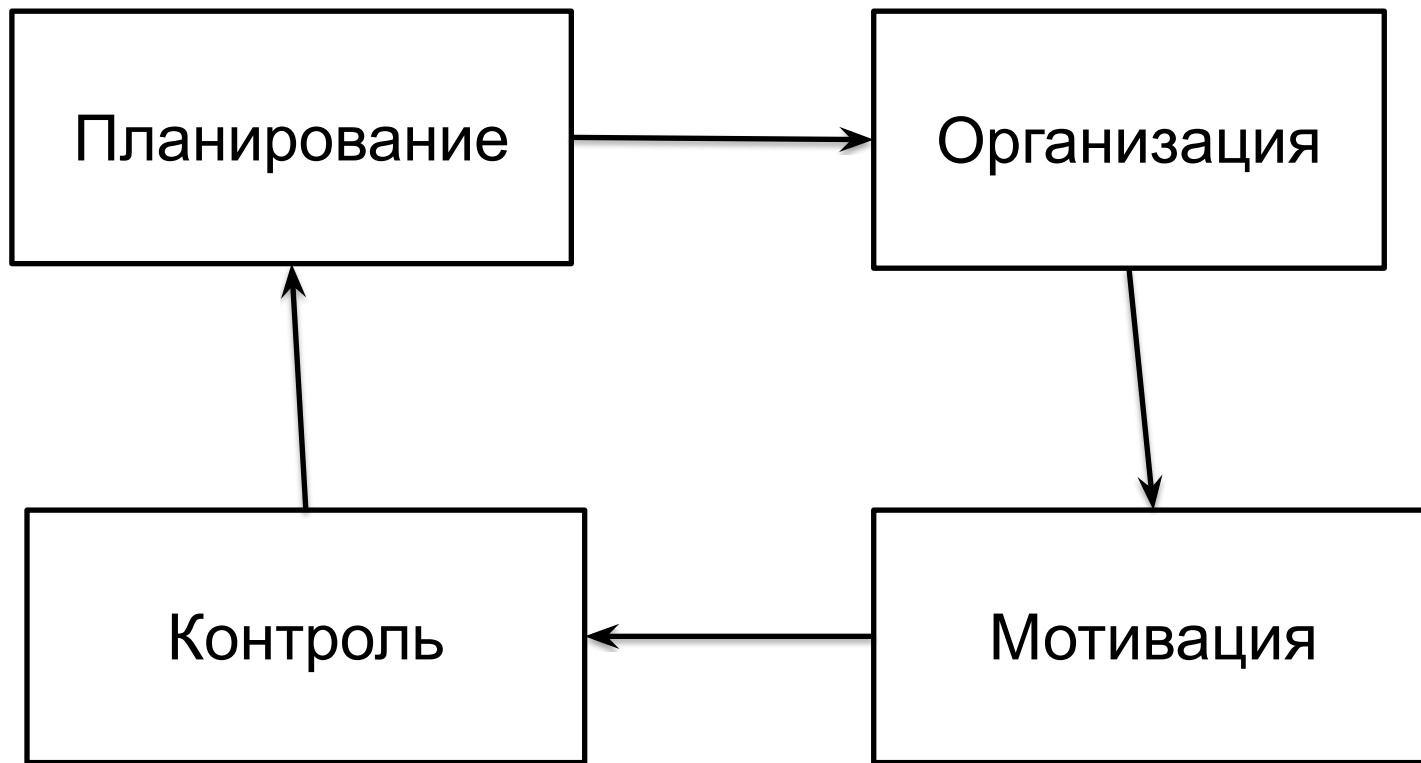 Планирование
Организация
Контроль
Мотивация